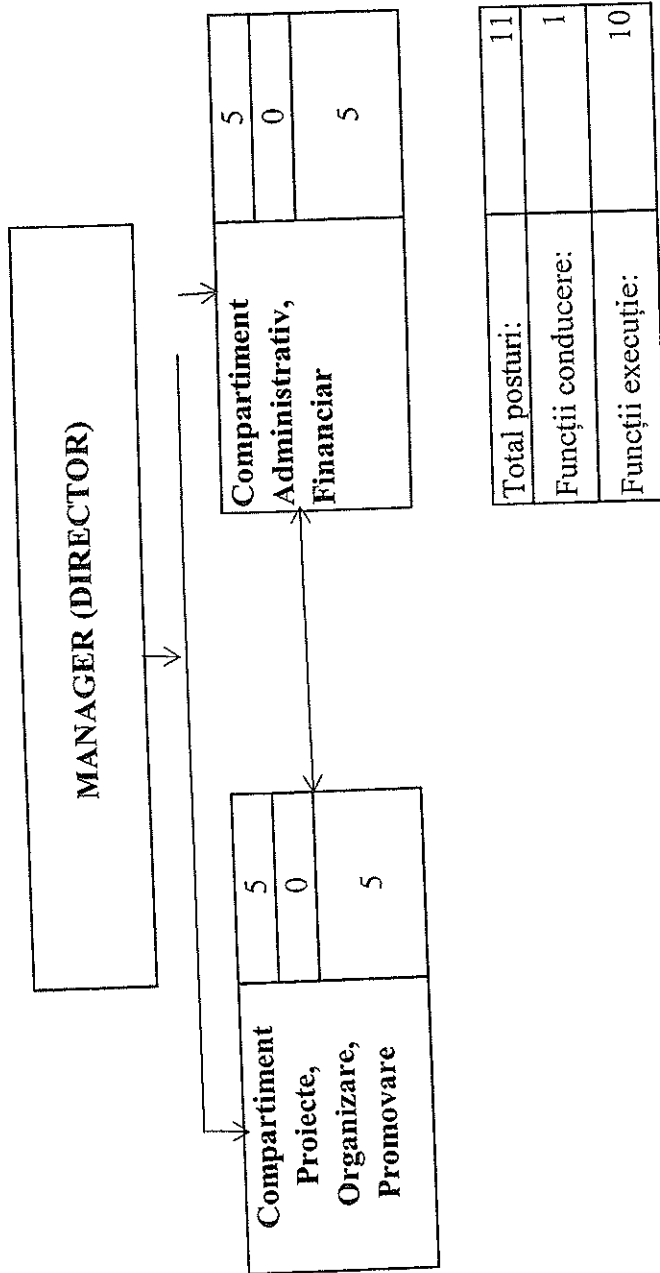 MANAGER (DIRECTOR)
Compartiment
Proiecte,
Organizare,
Promovare
5
0
5
Compartiment
Administrativ,
Financiar
5
0
5
Total posturi: 11
Funcții conducere: 1
Funcții execuție: 10